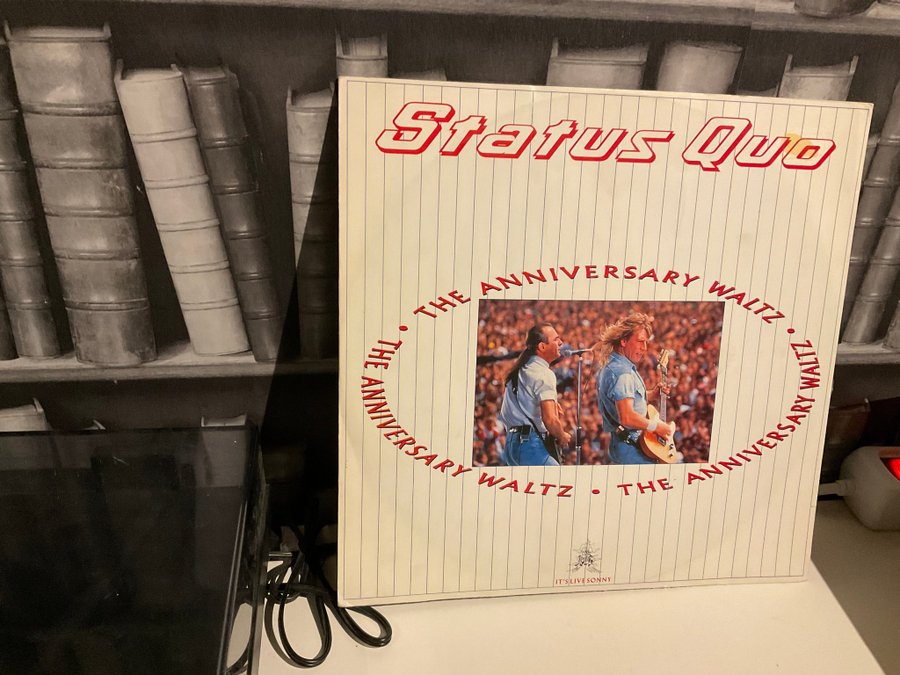 Status Quo
THE ANNIVERSARY WALTZ •
THE ANNIVERSARY WALTZ •
THE ANNIVERSARY WALTZ •
IT'S LIVE SONNY